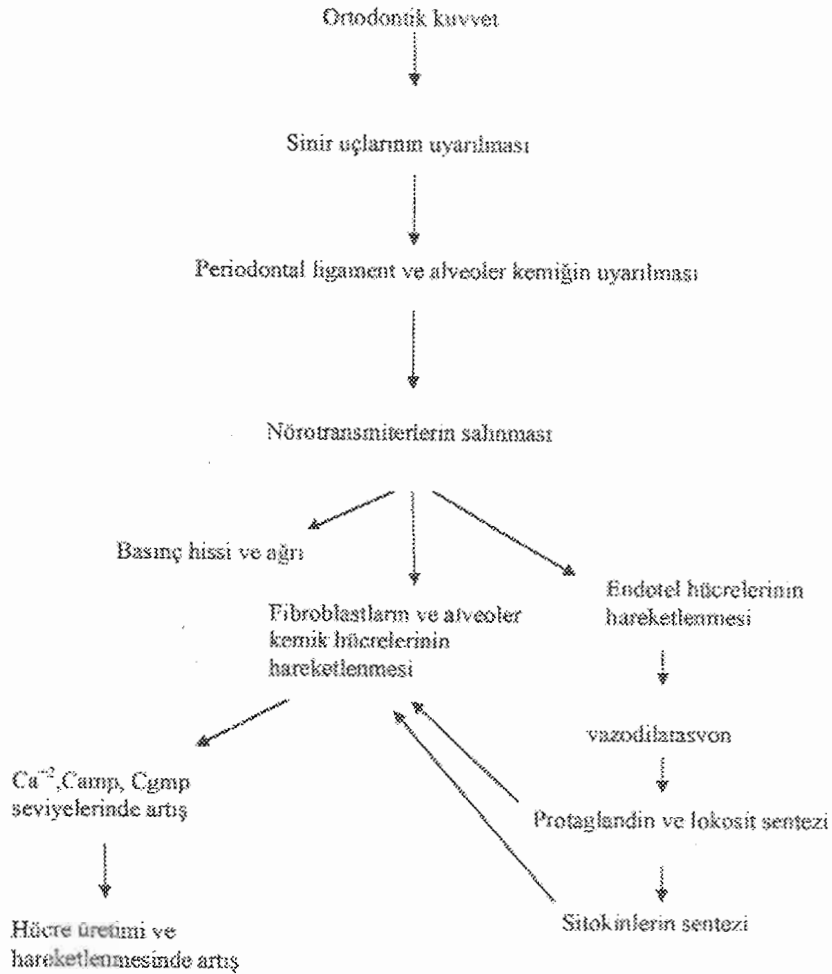 Ortodontik kuvvet
Sinir uçlarının uyarılması
Periodontal ligament ve alveoler kemiğin uyarılması
Nörotransmiterlerin salınması
Basınç hissi ve ağrı
Endotel hücrelerinin
hareketlenmesi
Fibroblastların ve alveoler
kemik hücrelerinin
hareketlenmesi
vazodilatasyon
Ca⁺²,Camp, Cgmp
seviyelerinde artış
Protaglandin ve lokosit sentezi
Sitokinlerin sentezi
Hücre üretimi ve
hareketlenmesinde artış